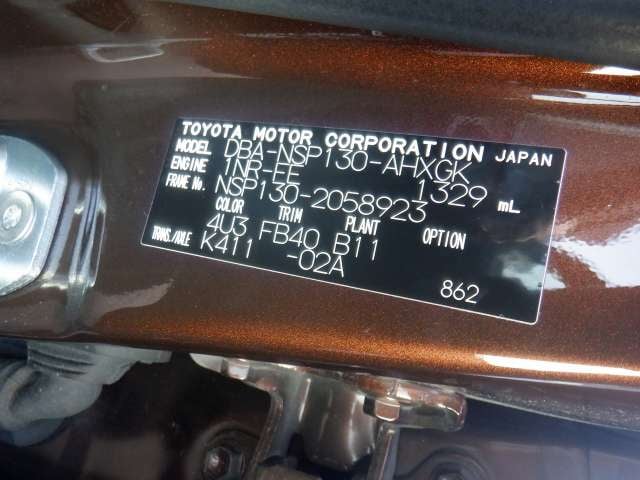 TOYOTA MOTOR CORPORATION JAPAN
MODEL DBA-NSP130-AHXGK
ENGINE 1NR-FE 1329 mL
FRAME No. NSP130-2058923
COLOR TRIM PLANT OPTION
4U3 FB40 B11
TRANS./AXLE K411 -02A
862